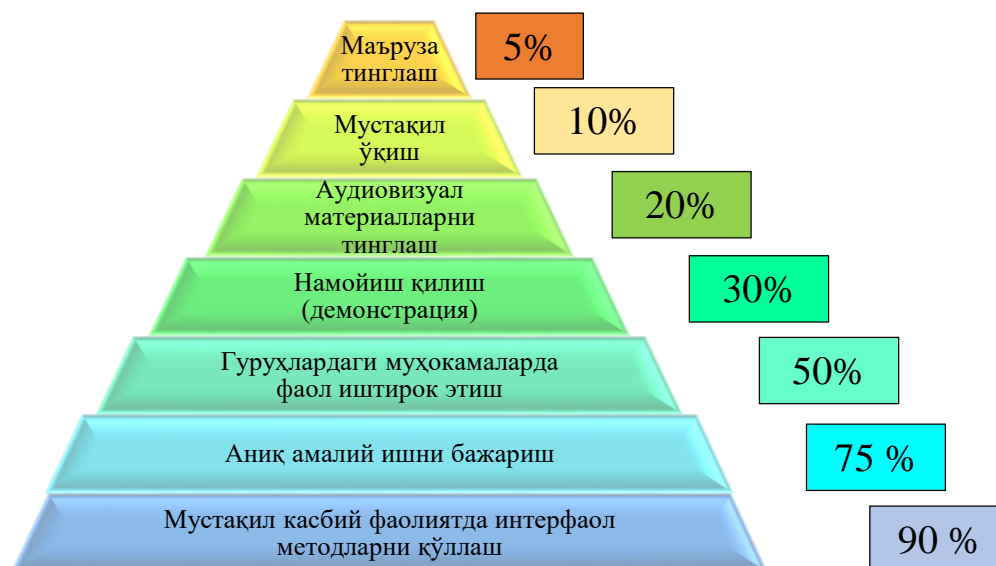 Маъруза
тинглаш
5%
Мустақил
ўқиш
10%
Аудиовизуал
материалларни
тинглаш
20%
Намойиш қилиш
(демонстрация)
30%
Гуруҳлардаги муҳокамаларда
фаол иштирок этиш
50%
Аниқ амалий ишни бажариш
75 %
Мустақил касбий фаолиятда интерфаол
методларни қўллаш
90 %